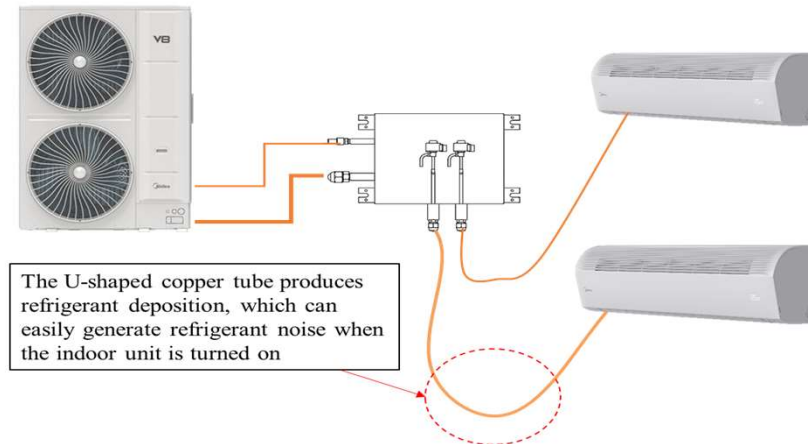 V8
Midea
The U-shaped copper tube produces
refrigerant deposition, which can
easily generate refrigerant noise when
the indoor unit is turned on